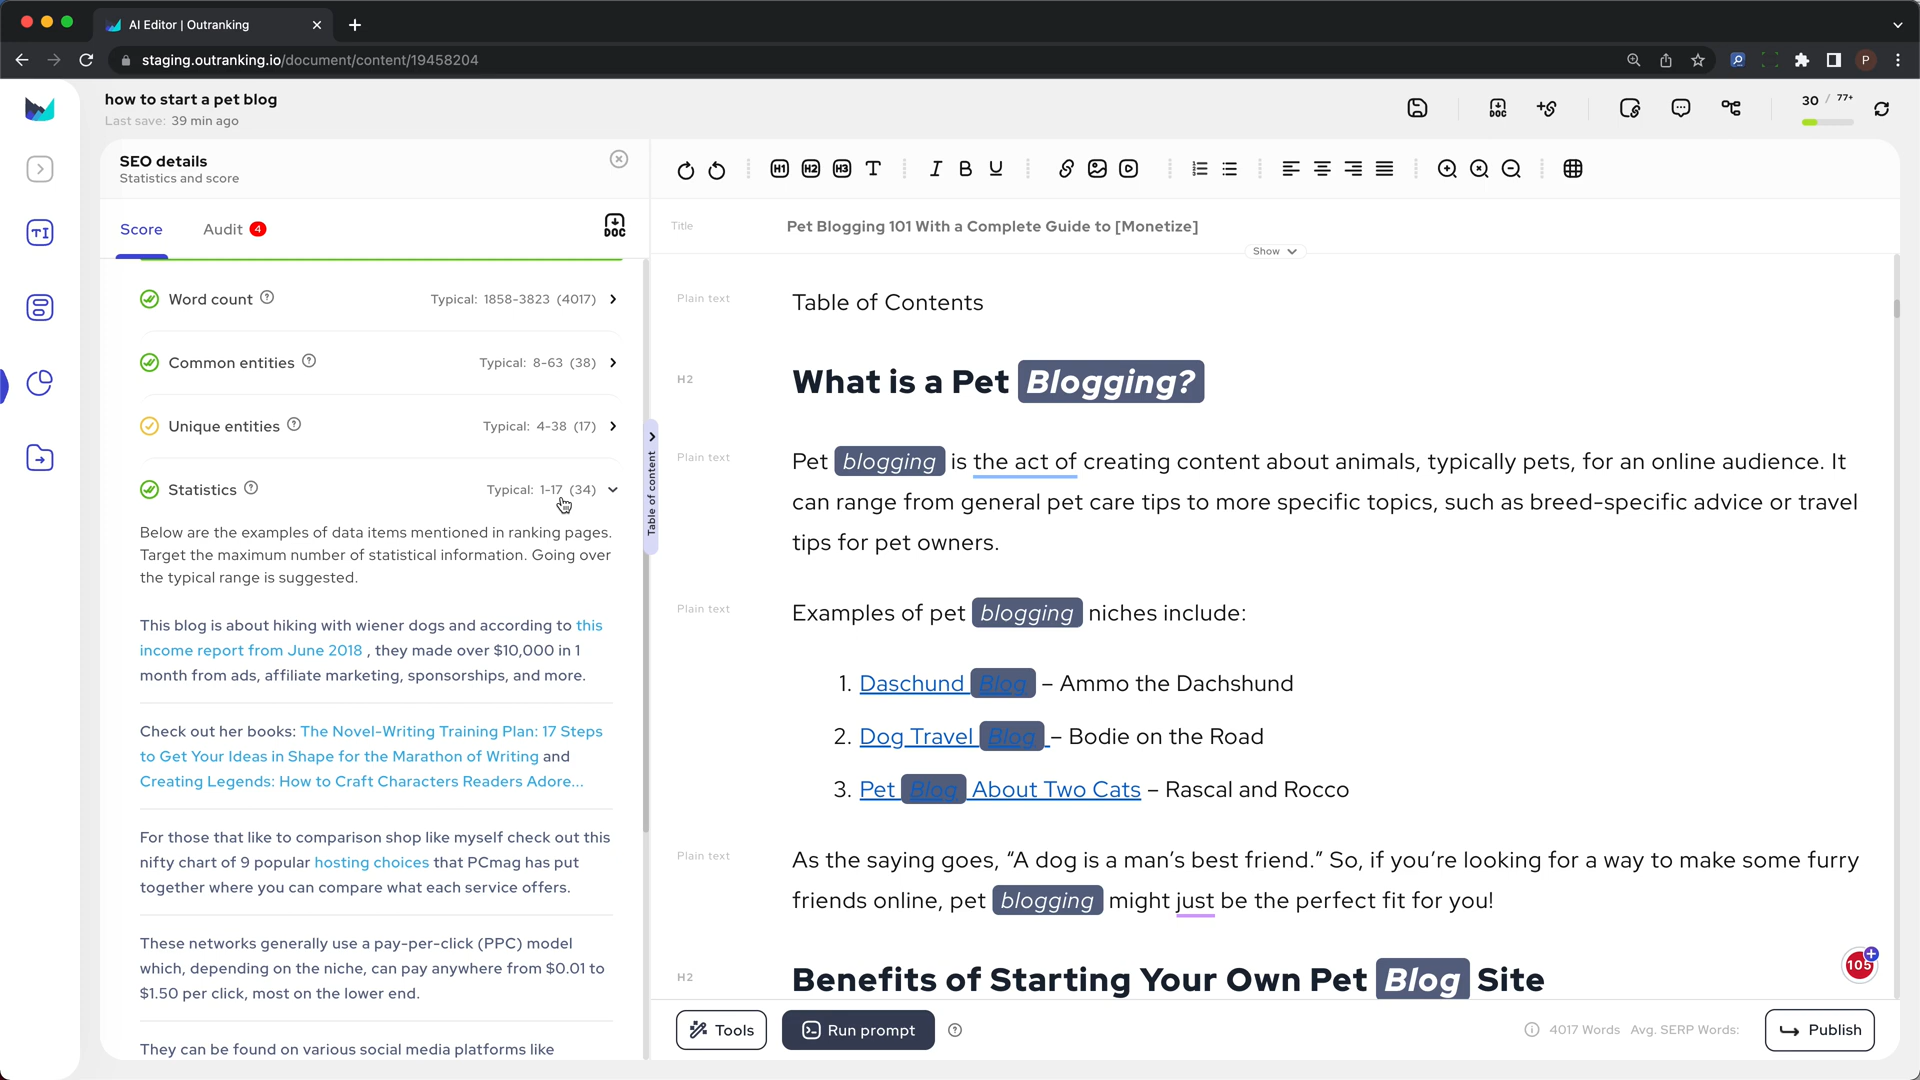 AI Editor | Outranking
staging.outranking.io/document/content/19458204
P
how to start a pet blog
Last save: 39 min ago
DOC
30 / 77+
SEO details
Statistics and score
H1 H2 H3 T I B U
Score
Audit 4
DOC
Title
Pet Blogging 101 With a Complete Guide to [Monetize]
Show
Word count
Typical: 1858-3823 (4017)
Common entities
Typical: 8-63 (38)
Unique entities
Typical: 4-38 (17)
Statistics
Typical: 1-17 (34)
Below are the examples of data items mentioned in ranking pages.
Target the maximum number of statistical information. Going over
the typical range is suggested.
This blog is about hiking with wiener dogs and according to this
income report from June 2018 , they made over $10,000 in 1
month from ads, affiliate marketing, sponsorships, and more.
Check out her books: The Novel-Writing Training Plan: 17 Steps
to Get Your Ideas in Shape for the Marathon of Writing and
Creating Legends: How to Craft Characters Readers Adore...
For those that like to comparison shop like myself check out this
nifty chart of 9 popular hosting choices that PCmag has put
together where you can compare what each service offers.
These networks generally use a pay-per-click (PPC) model
which, depending on the niche, can pay anywhere from $0.01 to
$1.50 per click, most on the lower end.
They can be found on various social media platforms like
Table of content
Plain text
Table of Contents
H2
What is a Pet Blogging?
Plain text
Pet blogging is the act of creating content about animals, typically pets, for an online audience. It
can range from general pet care tips to more specific topics, such as breed-specific advice or travel
tips for pet owners.
Plain text
Examples of pet blogging niches include:
1. Daschund Blog – Ammo the Dachshund
2. Dog Travel Blog – Bodie on the Road
3. Pet Blog About Two Cats – Rascal and Rocco
Plain text
As the saying goes, “A dog is a man’s best friend.” So, if you’re looking for a way to make some furry
friends online, pet blogging might just be the perfect fit for you!
H2
Benefits of Starting Your Own Pet Blog Site
105
Tools
Run prompt
4017 Words Avg. SERP Words:
Publish